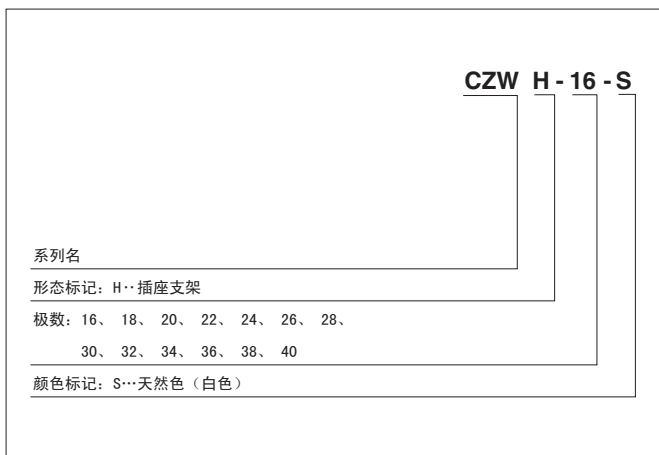 CZW H - 16 - S
系列名
形态标记: H‥插座支架
极数: 16、 18、 20、 22、 24、 26、 28、
30、 32、 34、 36、 38、 40
颜色标记: S…天然色（白色）